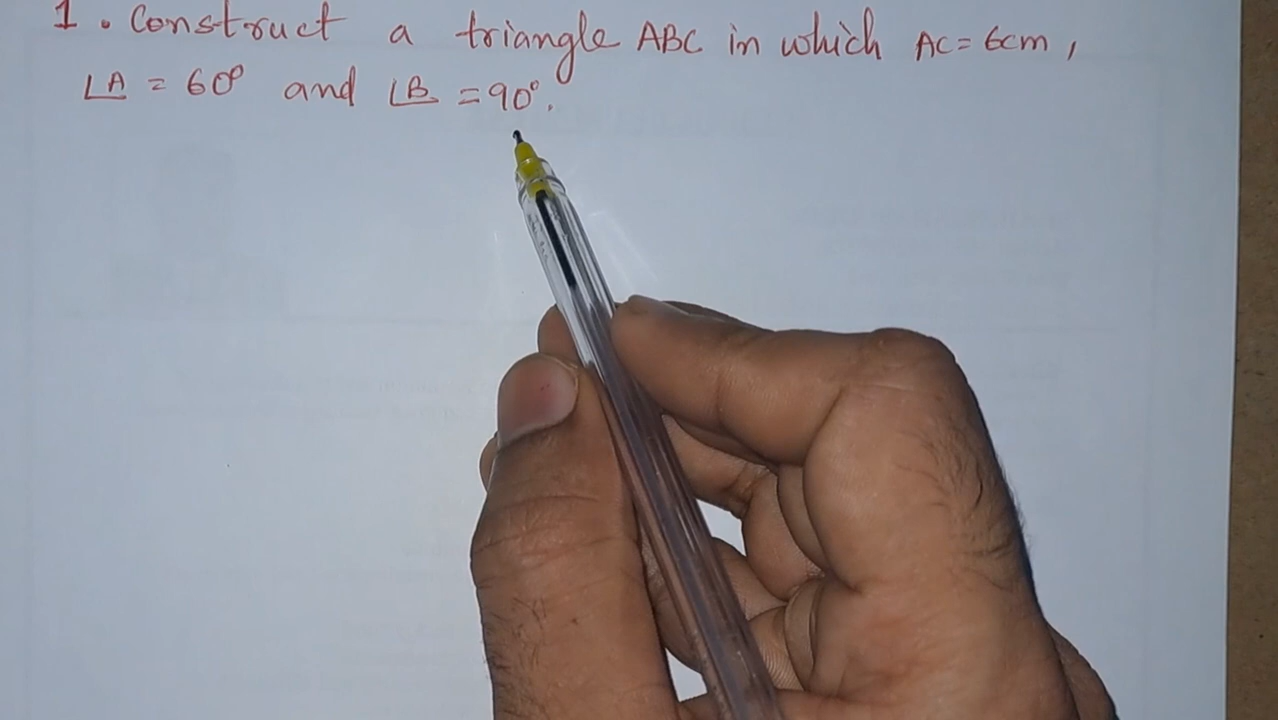 1. Construct a triangle ABC in which AC = 6cm,
∠A = 60° and ∠B = 90°.